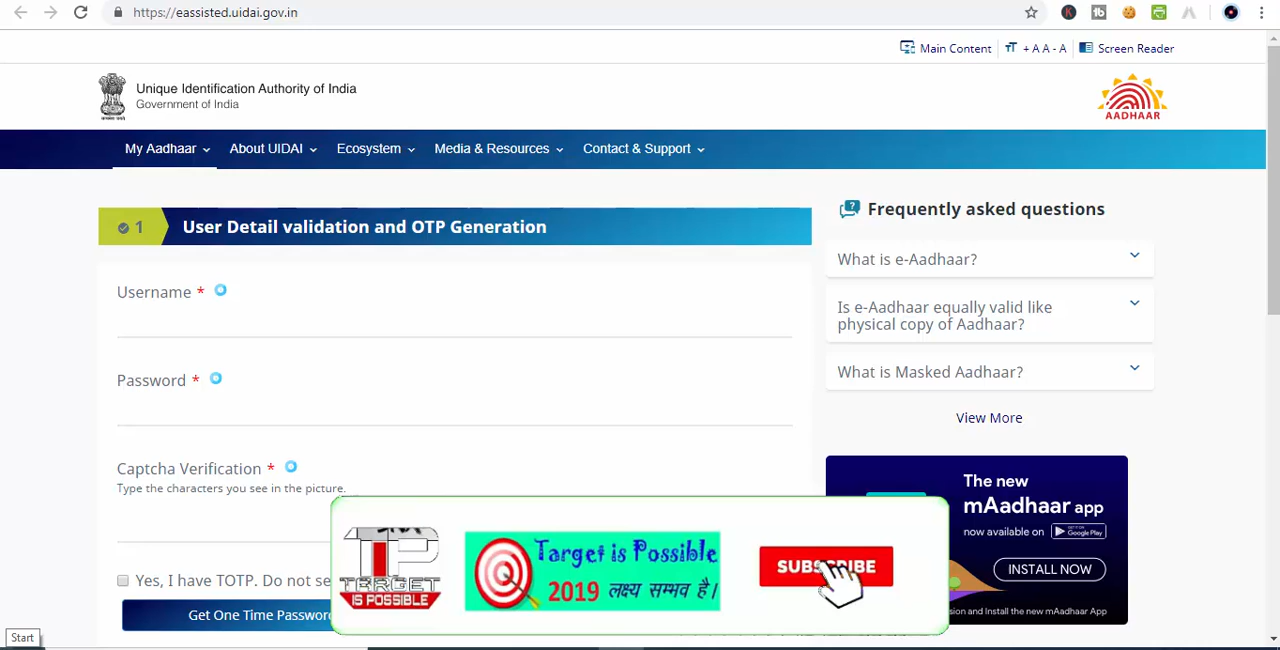 https://eassisted.uidai.gov.in
Main Content
+ A A - A
Screen Reader
Unique Identification Authority of India
Government of India
AADHAAR
My Aadhaar
About UIDAI
Ecosystem
Media & Resources
Contact & Support
1
User Detail validation and OTP Generation
Username *
Password *
Captcha Verification *
Type the characters you see in the picture.
Yes, I have TOTP. Do not se
Get One Time Passwor
Frequently asked questions
What is e-Aadhaar?
Is e-Aadhaar equally valid like
physical copy of Aadhaar?
What is Masked Aadhaar?
View More
The new
mAadhaar app
now available on
Google Play
INSTALL NOW
sion and Install the new mAadhaar App
TP
TARGET
IS POSSIBLE
Target is Possible
2019 लक्ष्य सम्भव है।
SUBSCRIBE
Start